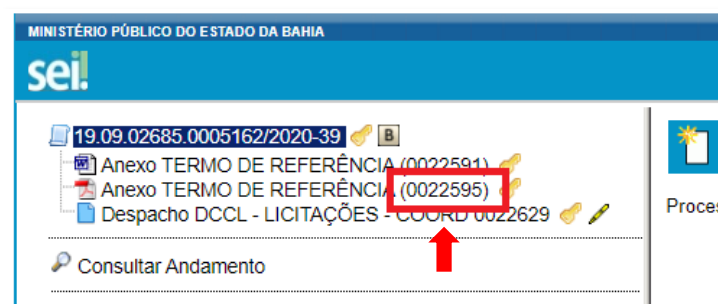 MINISTÉRIO PÚBLICO DO ESTADO DA BAHIA
sei!
19.09.02685.0005162/2020-39 B
Anexo TERMO DE REFERÊNCIA (0022591)
Anexo TERMO DE REFERÊNCIA (0022595)
Despacho DCCL - LICITAÇÕES - COORD 0022629
Proces
Consultar Andamento